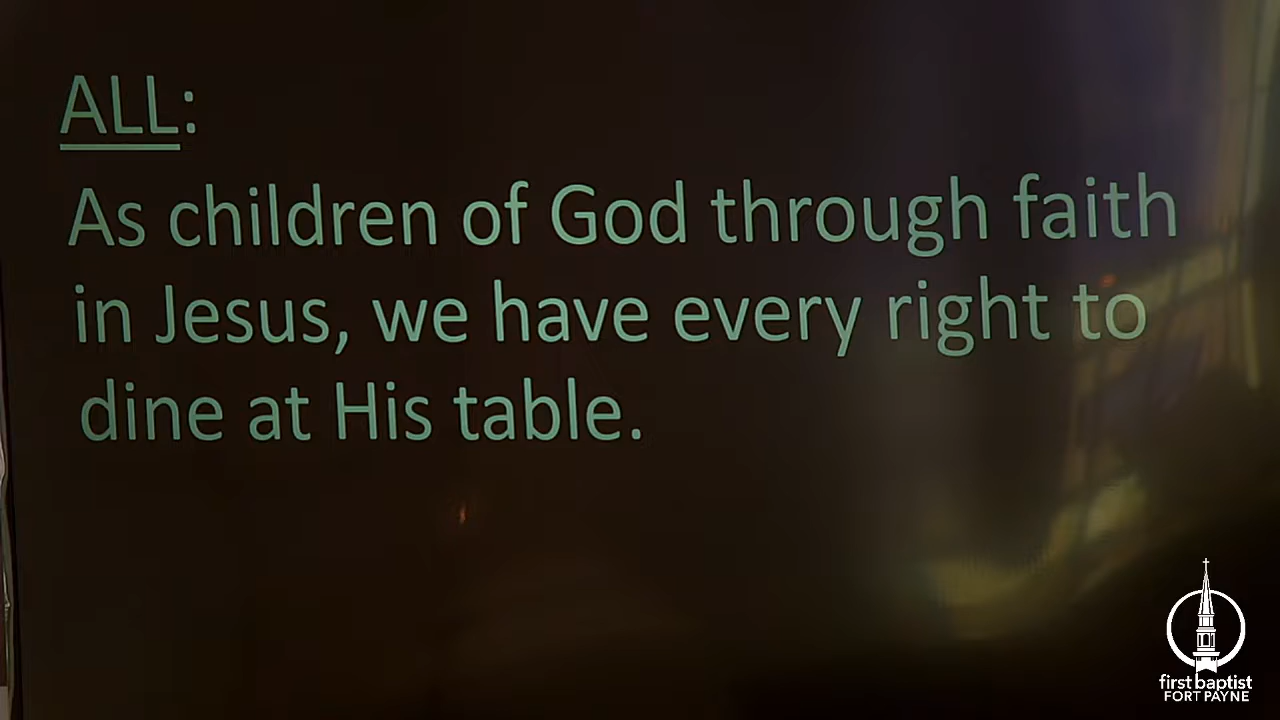 ALL:
As children of God through faith
in Jesus, we have every right to
dine at His table.
first baptist
FORT PAYNE